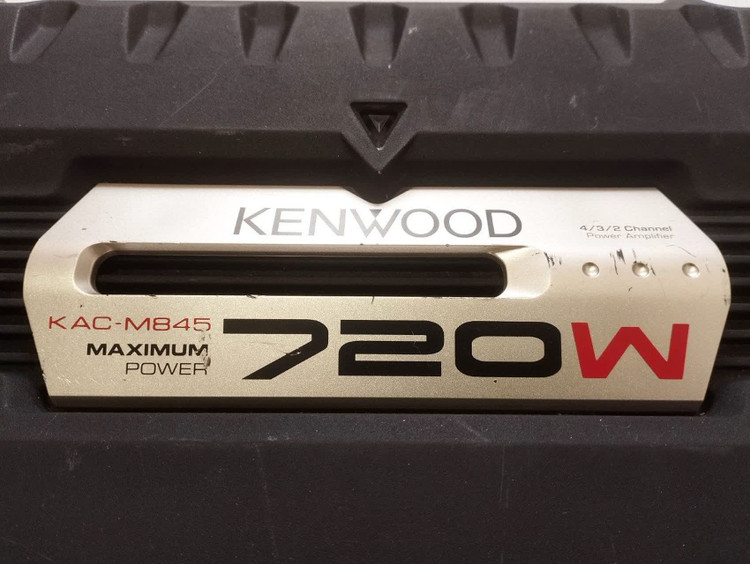 KENWOOD
4/3/2 Channel
Power Amplifier
KAC-M845
MAXIMUM
POWER
720W